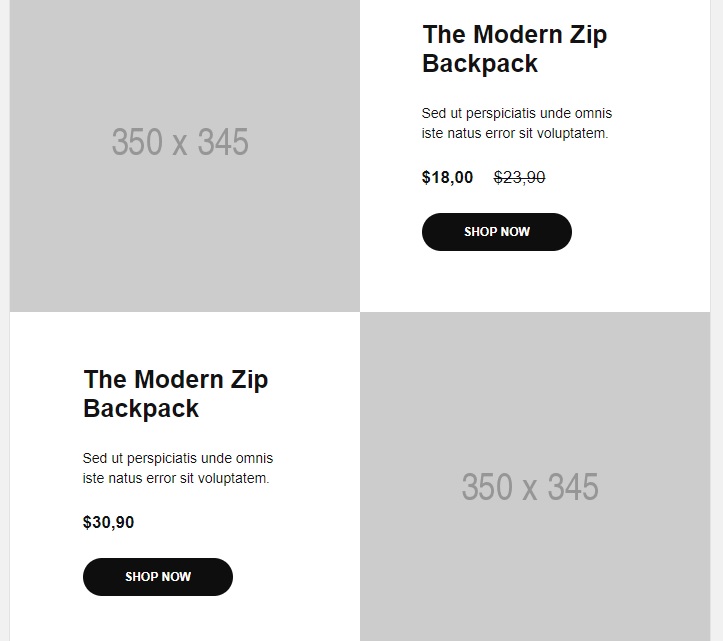 350 x 345
The Modern Zip
Backpack
Sed ut perspiciatis unde omnis
iste natus error sit voluptatem.
$18,00 $23,90
SHOP NOW
The Modern Zip
Backpack
Sed ut perspiciatis unde omnis
iste natus error sit voluptatem.
$30,90
SHOP NOW
350 x 345